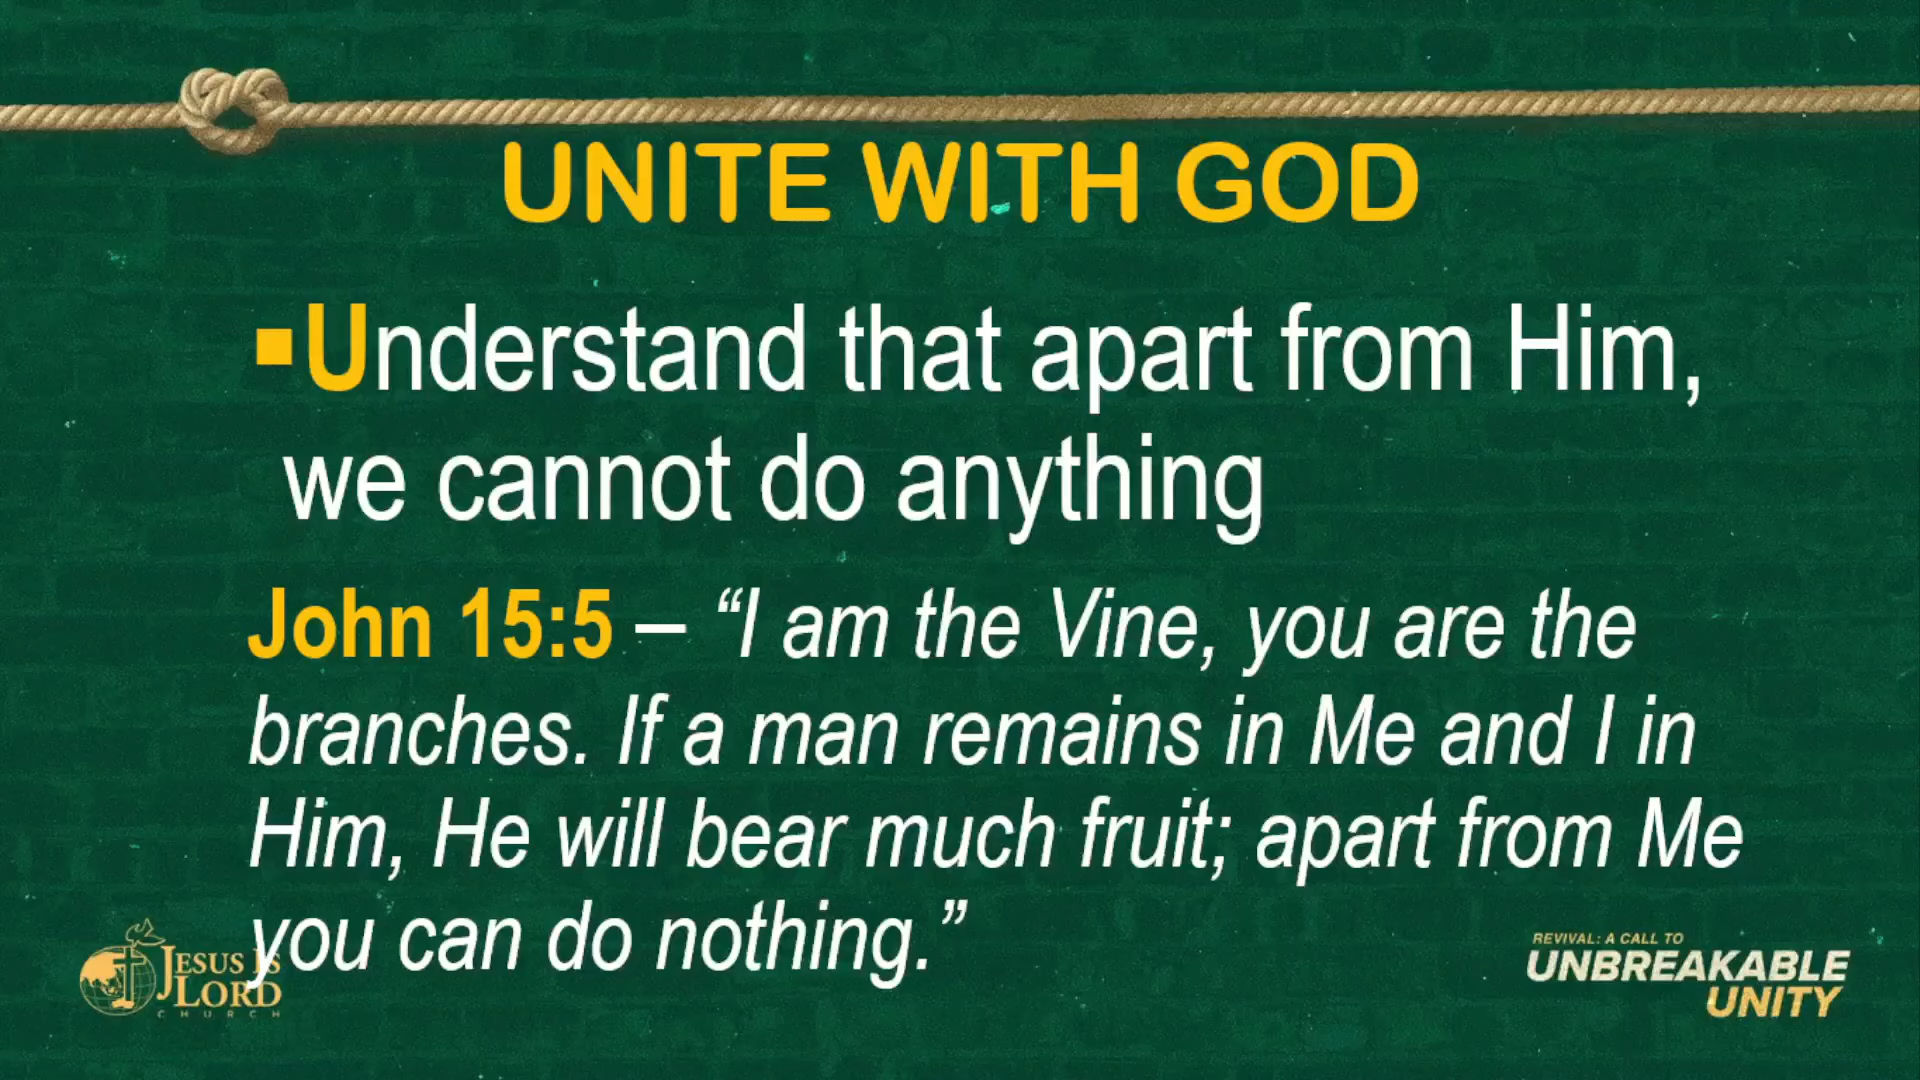 UNITE WITH GOD
▪Understand that apart from Him,
we cannot do anything
John 15:5 – “I am the Vine, you are the
branches. If a man remains in Me and I in
Him, He will bear much fruit; apart from Me
you can do nothing.”
JESUS IS
LORD
CHURCH
REVIVAL: A CALL TO
UNBREAKABLE
UNITY